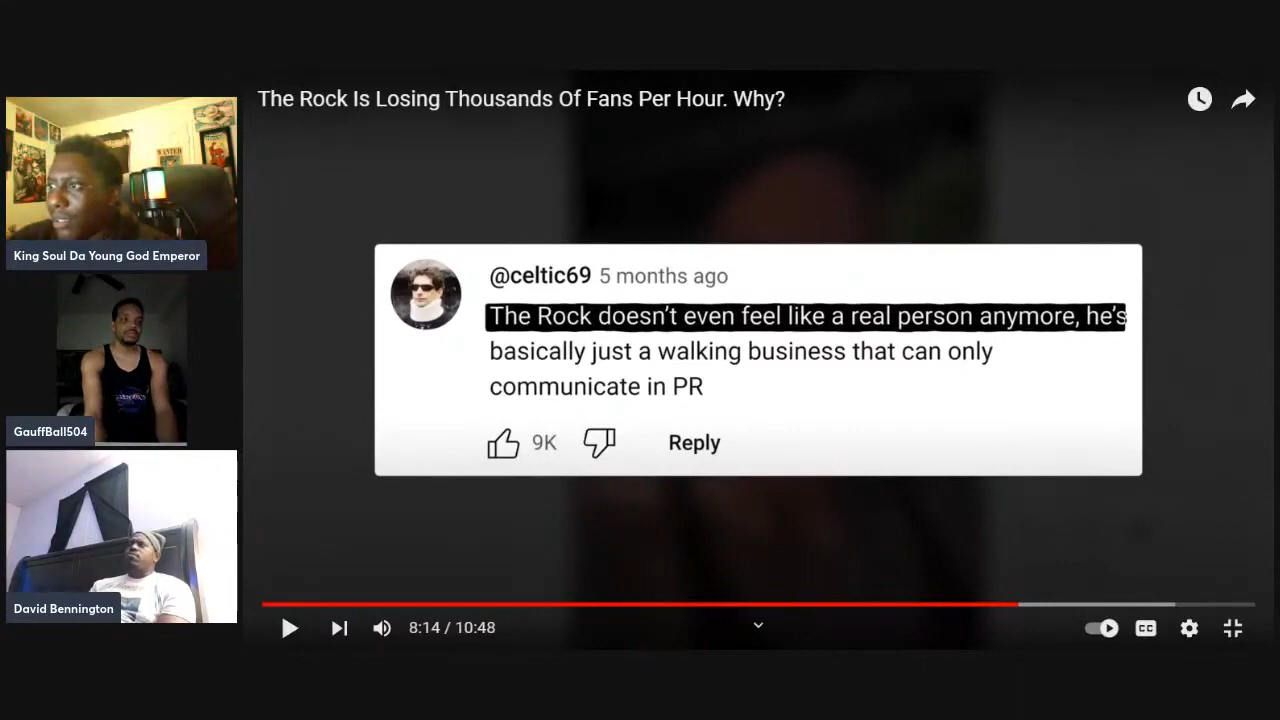 The Rock Is Losing Thousands Of Fans Per Hour. Why?
WANTED
King Soul Da Young God Emperor
GauffBall504
David Bennington
@celtic69 5 months ago
The Rock doesn't even feel like a real person anymore, he's
basically just a walking business that can only
communicate in PR
9K
Reply
8:14 / 10:48
CC